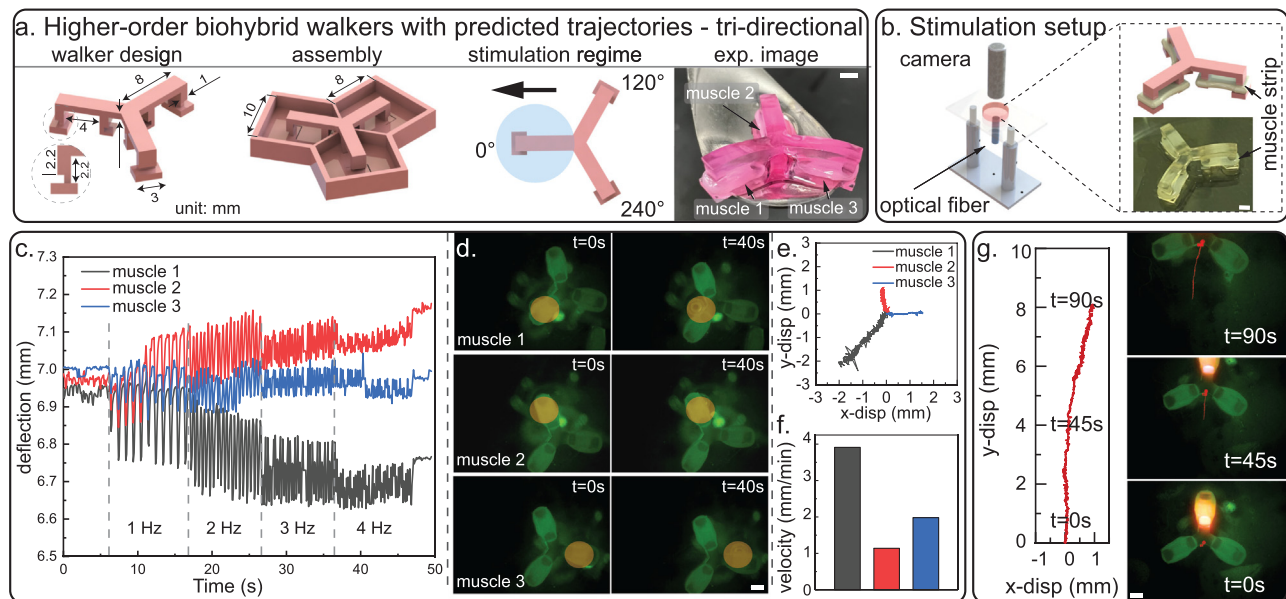 a. Higher-order biohybrid walkers with predicted trajectories - tri-directional
walker design
assembly
stimulation regime
exp. image
8
1
4
2.2
2.2
3
unit: mm
8
10
120°
0°
240°
muscle 2
muscle 1
muscle 3
b. Stimulation setup
camera
optical fiber
muscle strip
c.
muscle 1
muscle 2
muscle 3
deflection (mm)
7.3
7.2
7.1
7.0
6.9
6.8
6.7
6.6
6.5
1 Hz
2 Hz
3 Hz
4 Hz
0
10
20
30
40
50
Time (s)
d.
t=0s
t=40s
muscle 1
t=0s
t=40s
muscle 2
t=0s
t=40s
muscle 3
e.
muscle 1
muscle 2
muscle 3
y-disp (mm)
3
2
1
0
-1
-2
-3
-3
-2
-1
0
1
2
3
x-disp (mm)
f.
velocity (mm/min)
4
3
2
1
0
g.
y-disp (mm)
10
8
6
4
2
0
t=90s
t=45s
t=0s
-1
0
1
x-disp (mm)
t=90s
t=45s
t=0s